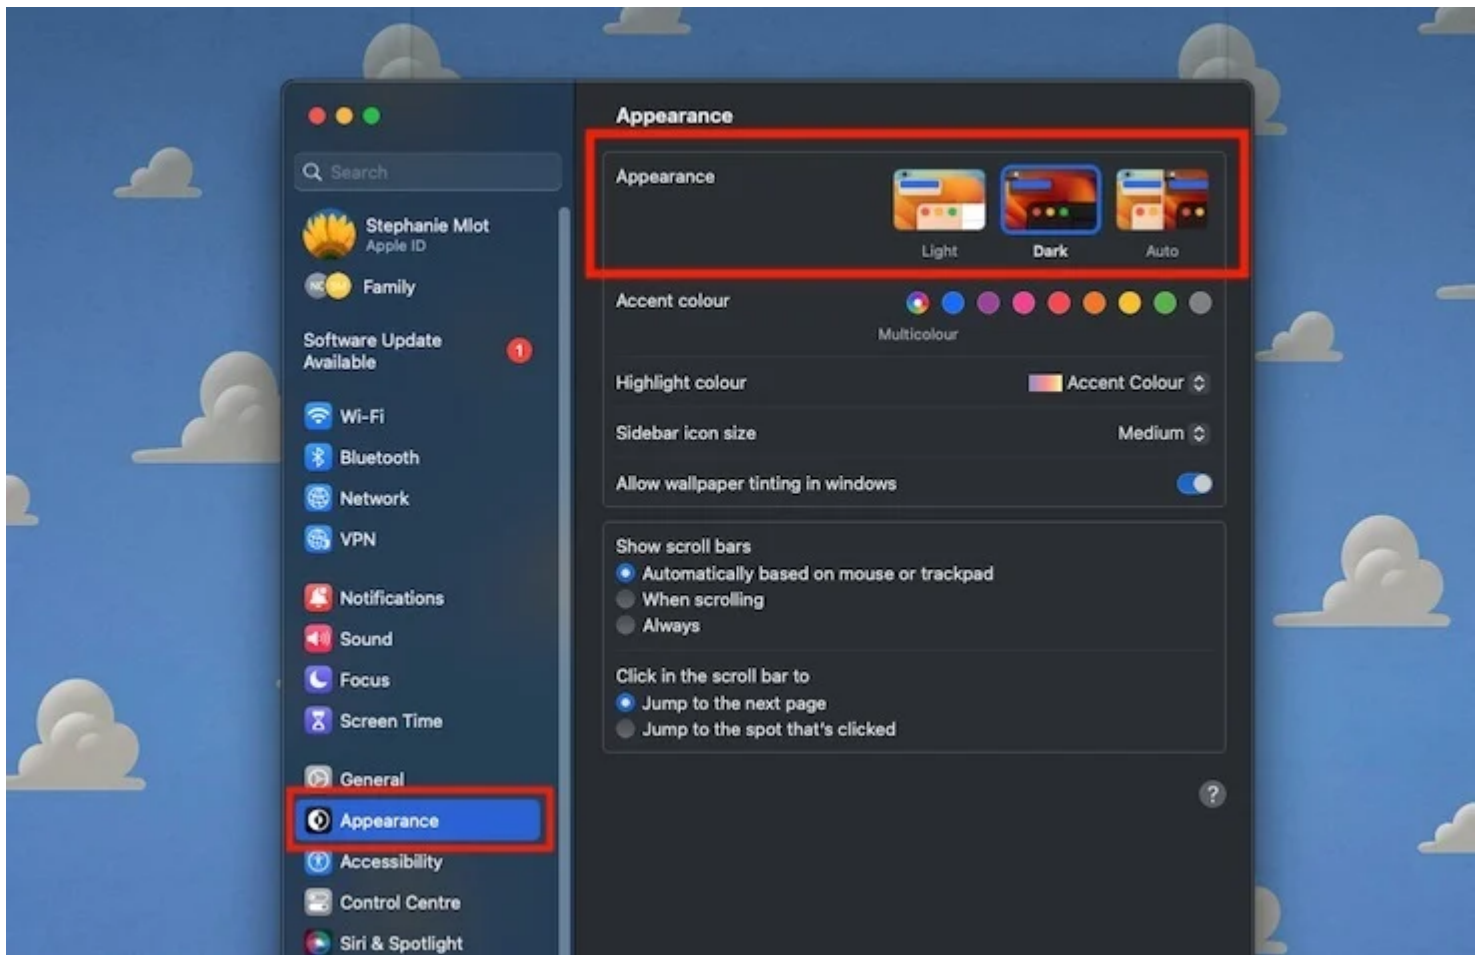 Search
Stephanie Mlot
Apple ID
Family
Software Update
Available
1
Wi-Fi
Bluetooth
Network
VPN
Notifications
Sound
Focus
Screen Time
General
Appearance
Accessibility
Control Centre
Siri & Spotlight
Appearance
Appearance
Light
Dark
Auto
Accent colour
Multicolour
Highlight colour
Accent Colour
Sidebar icon size
Medium
Allow wallpaper tinting in windows
Show scroll bars
Automatically based on mouse or trackpad
When scrolling
Always
Click in the scroll bar to
Jump to the next page
Jump to the spot that's clicked
?